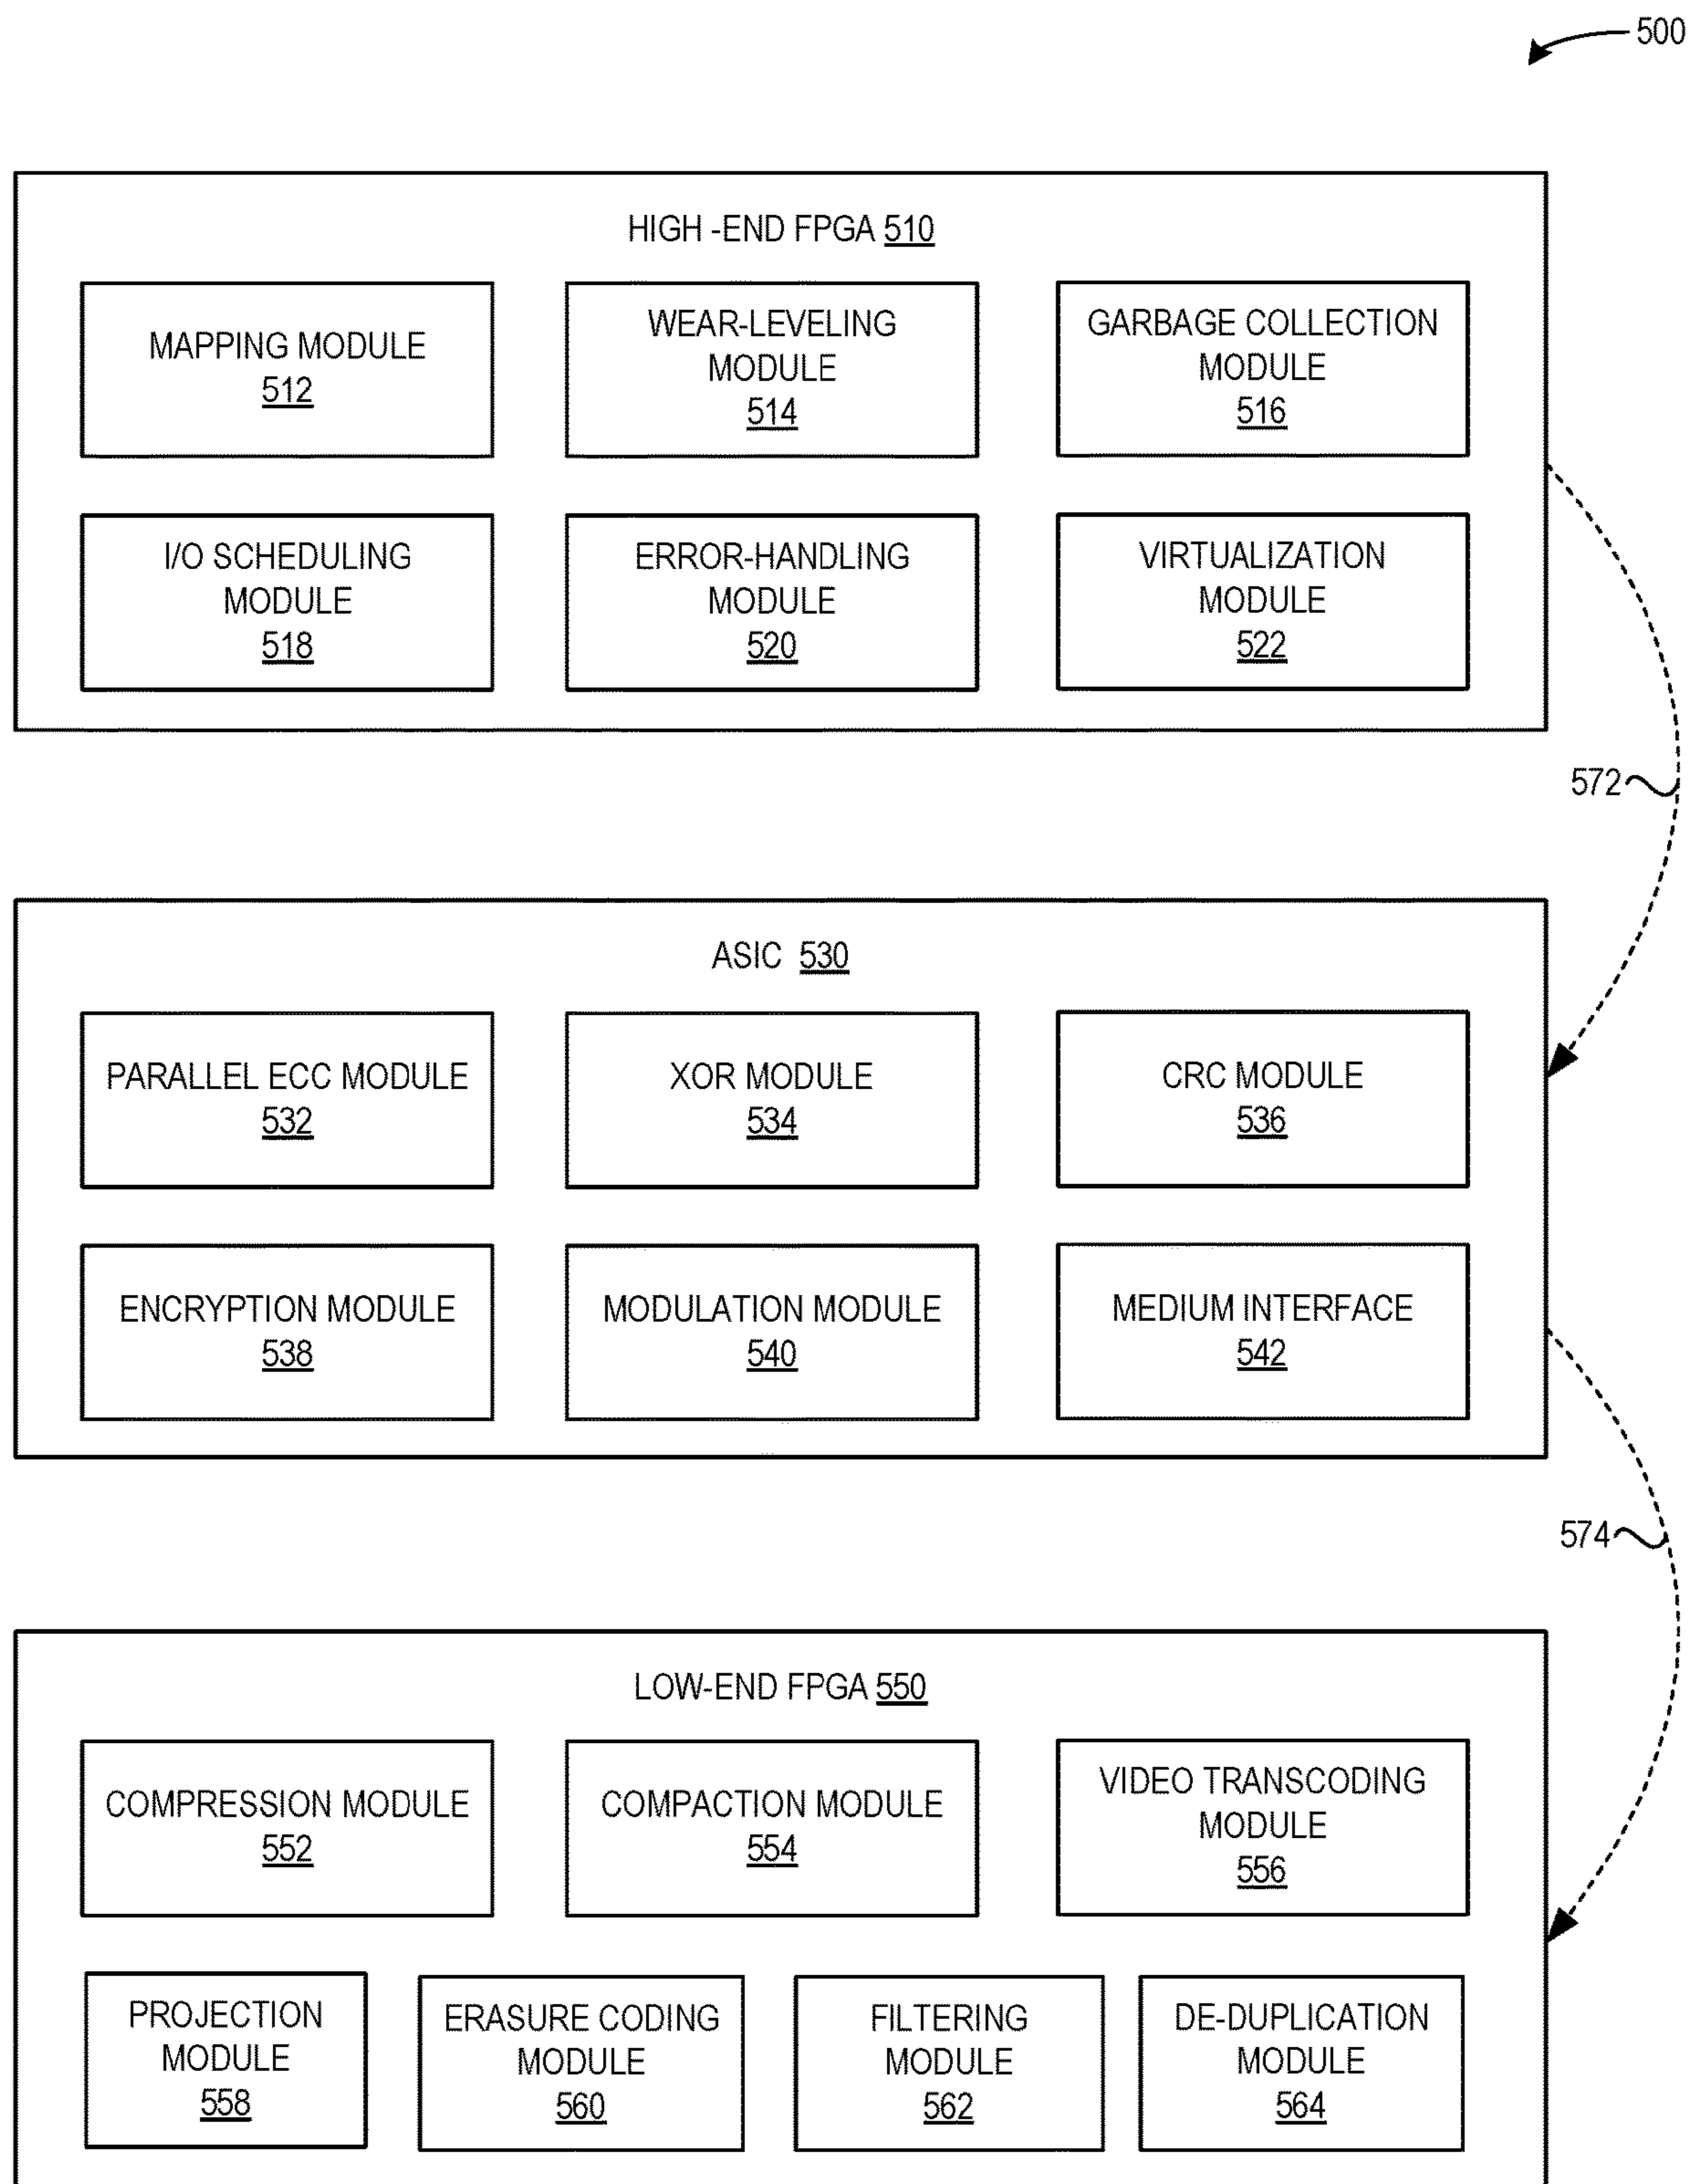 500
HIGH -END FPGA 510
MAPPING MODULE
512
WEAR-LEVELING
MODULE
514
GARBAGE COLLECTION
MODULE
516
I/O SCHEDULING
MODULE
518
ERROR-HANDLING
MODULE
520
VIRTUALIZATION
MODULE
522
572
ASIC 530
PARALLEL ECC MODULE
532
XOR MODULE
534
CRC MODULE
536
ENCRYPTION MODULE
538
MODULATION MODULE
540
MEDIUM INTERFACE
542
574
LOW-END FPGA 550
COMPRESSION MODULE
552
COMPACTION MODULE
554
VIDEO TRANSCODING
MODULE
556
PROJECTION
MODULE
558
ERASURE CODING
MODULE
560
FILTERING
MODULE
562
DE-DUPLICATION
MODULE
564